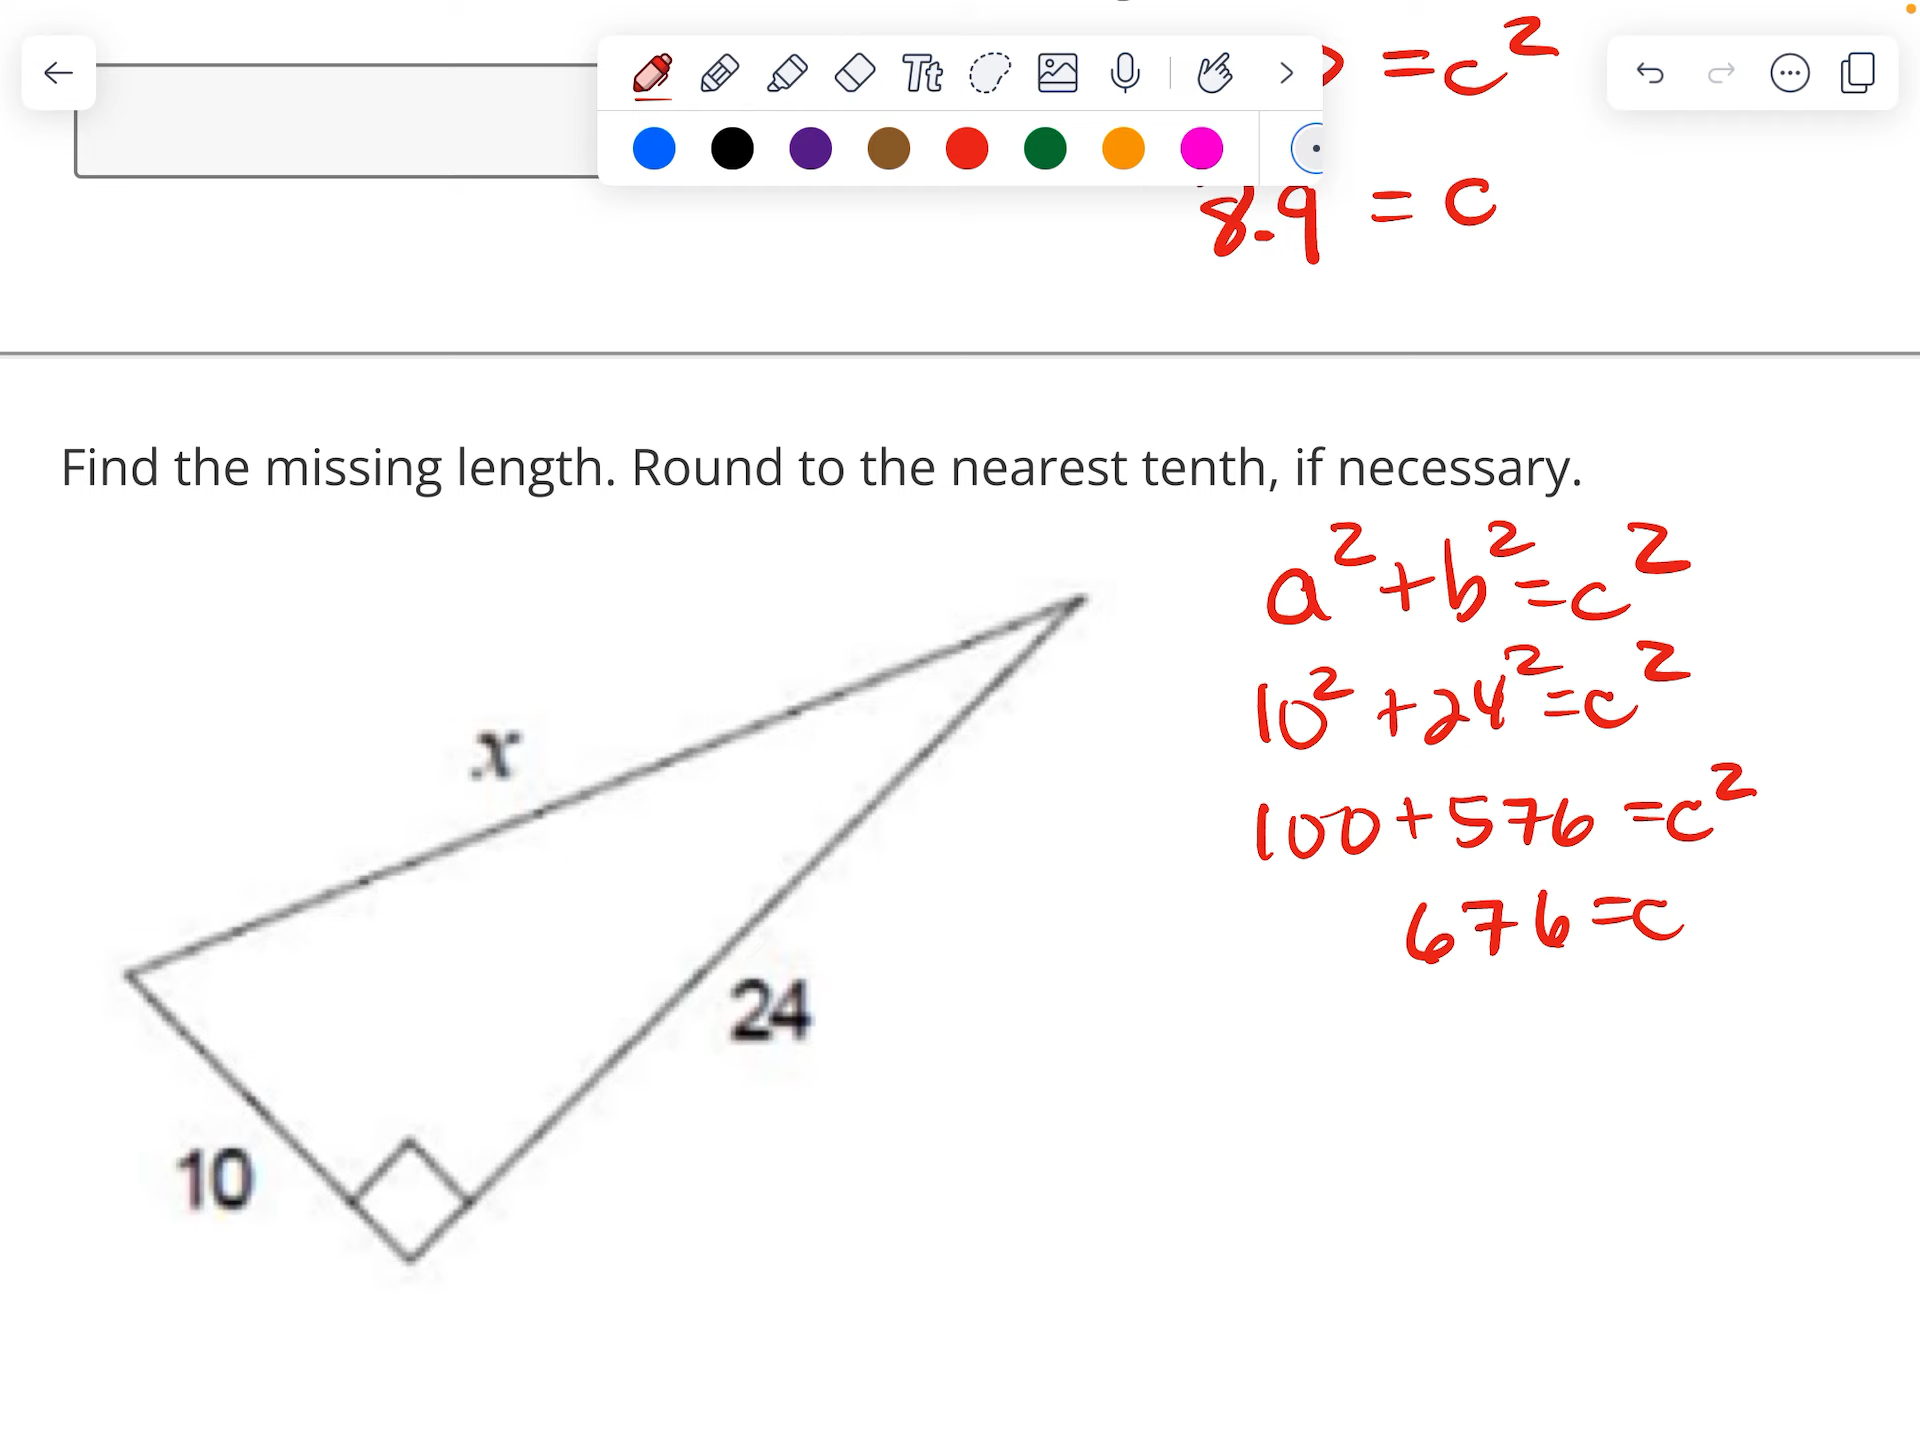 Tt
= c²
8.9 = c
Find the missing length. Round to the nearest tenth, if necessary.
a² + b² = c²
10² + 24² = c²
100 + 576 = c²
676 = c
x
24
10